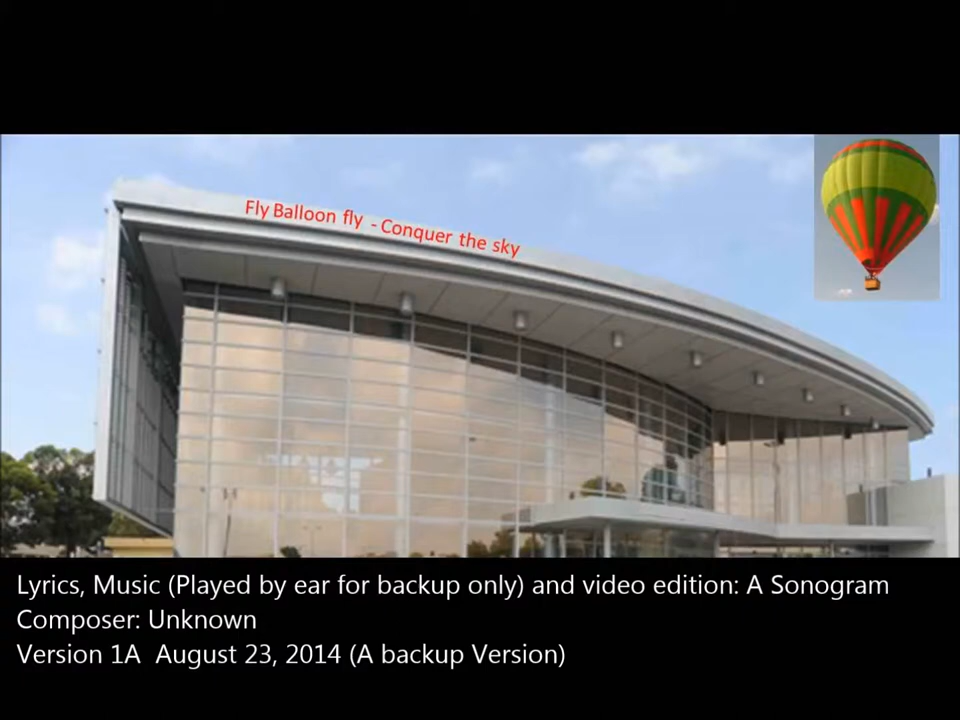 Fly Balloon fly - Conquer the sky
Lyrics, Music (Played by ear for backup only) and video edition: A Sonogram
Composer: Unknown
Version 1A  August 23, 2014 (A backup Version)